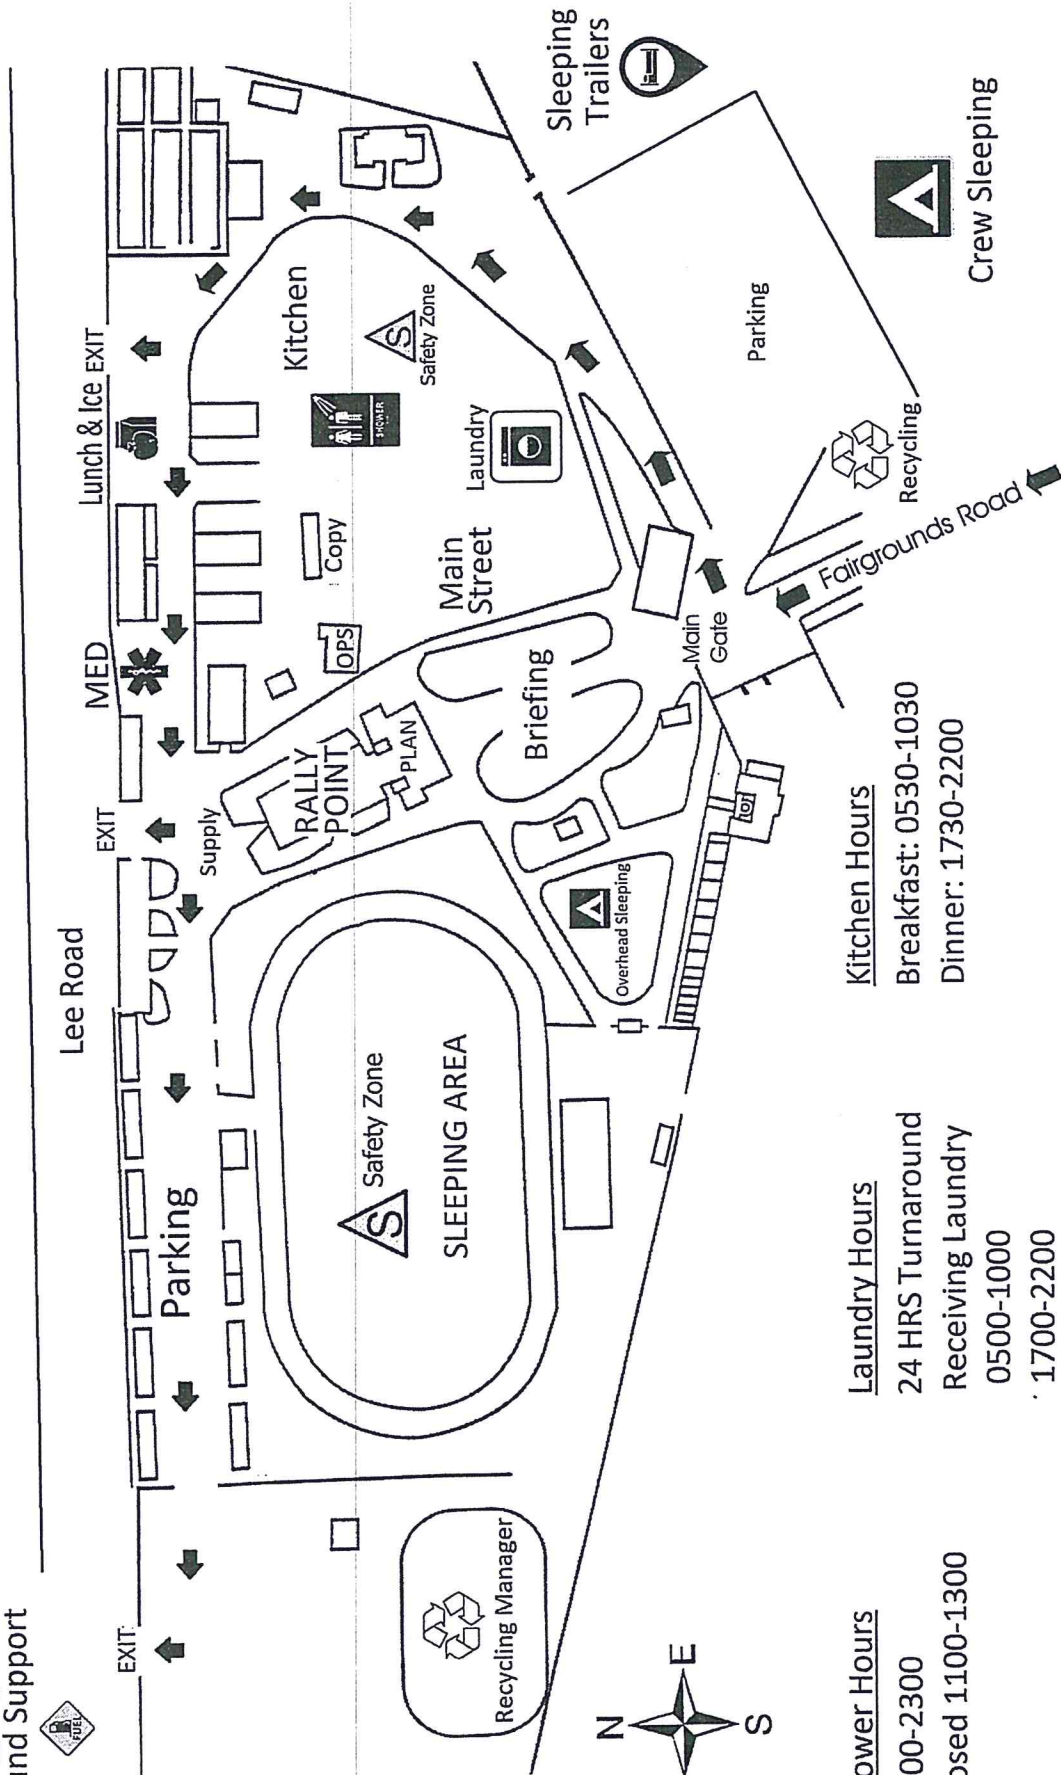 und Support
FUEL
Lee Road
EXIT
EXIT
MED
Lunch & Ice
EXIT
Parking
Supply
RALLY
POINT
PLAN
OPS
Copy
SHOWER
Kitchen
Safety Zone
Safety Zone
SLEEPING AREA
Main
Street
Laundry
Recycling Manager
Briefing
Overhead Sleeping
Sleeping
Trailers
IOJ
Main
Gate
Parking
Fairgrounds Road
Recycling
Crew Sleeping
N
E
S
ower Hours
00-2300
osed 1100-1300
Laundry Hours
24 HRS Turnaround
Receiving Laundry
0500-1000
1700-2200
Kitchen Hours
Breakfast: 0530-1030
Dinner: 1730-2200